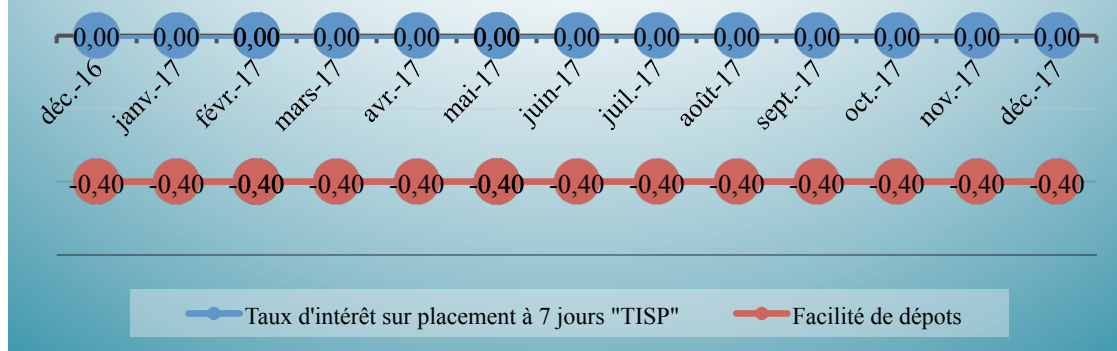 0,00 0,00 0,00 0,00 0,00 0,00 0,00 0,00 0,00 0,00 0,00 0,00 0,00
déc.-16 janv.-17 févr.-17 mars-17 avr.-17 mai-17 juin-17 juil.-17 août-17 sept.-17 oct.-17 nov.-17 déc.-17
-0,40 -0,40 -0,40 -0,40 -0,40 -0,40 -0,40 -0,40 -0,40 -0,40 -0,40 -0,40 -0,40
Taux d'intérêt sur placement à 7 jours "TISP" Facilité de dépots